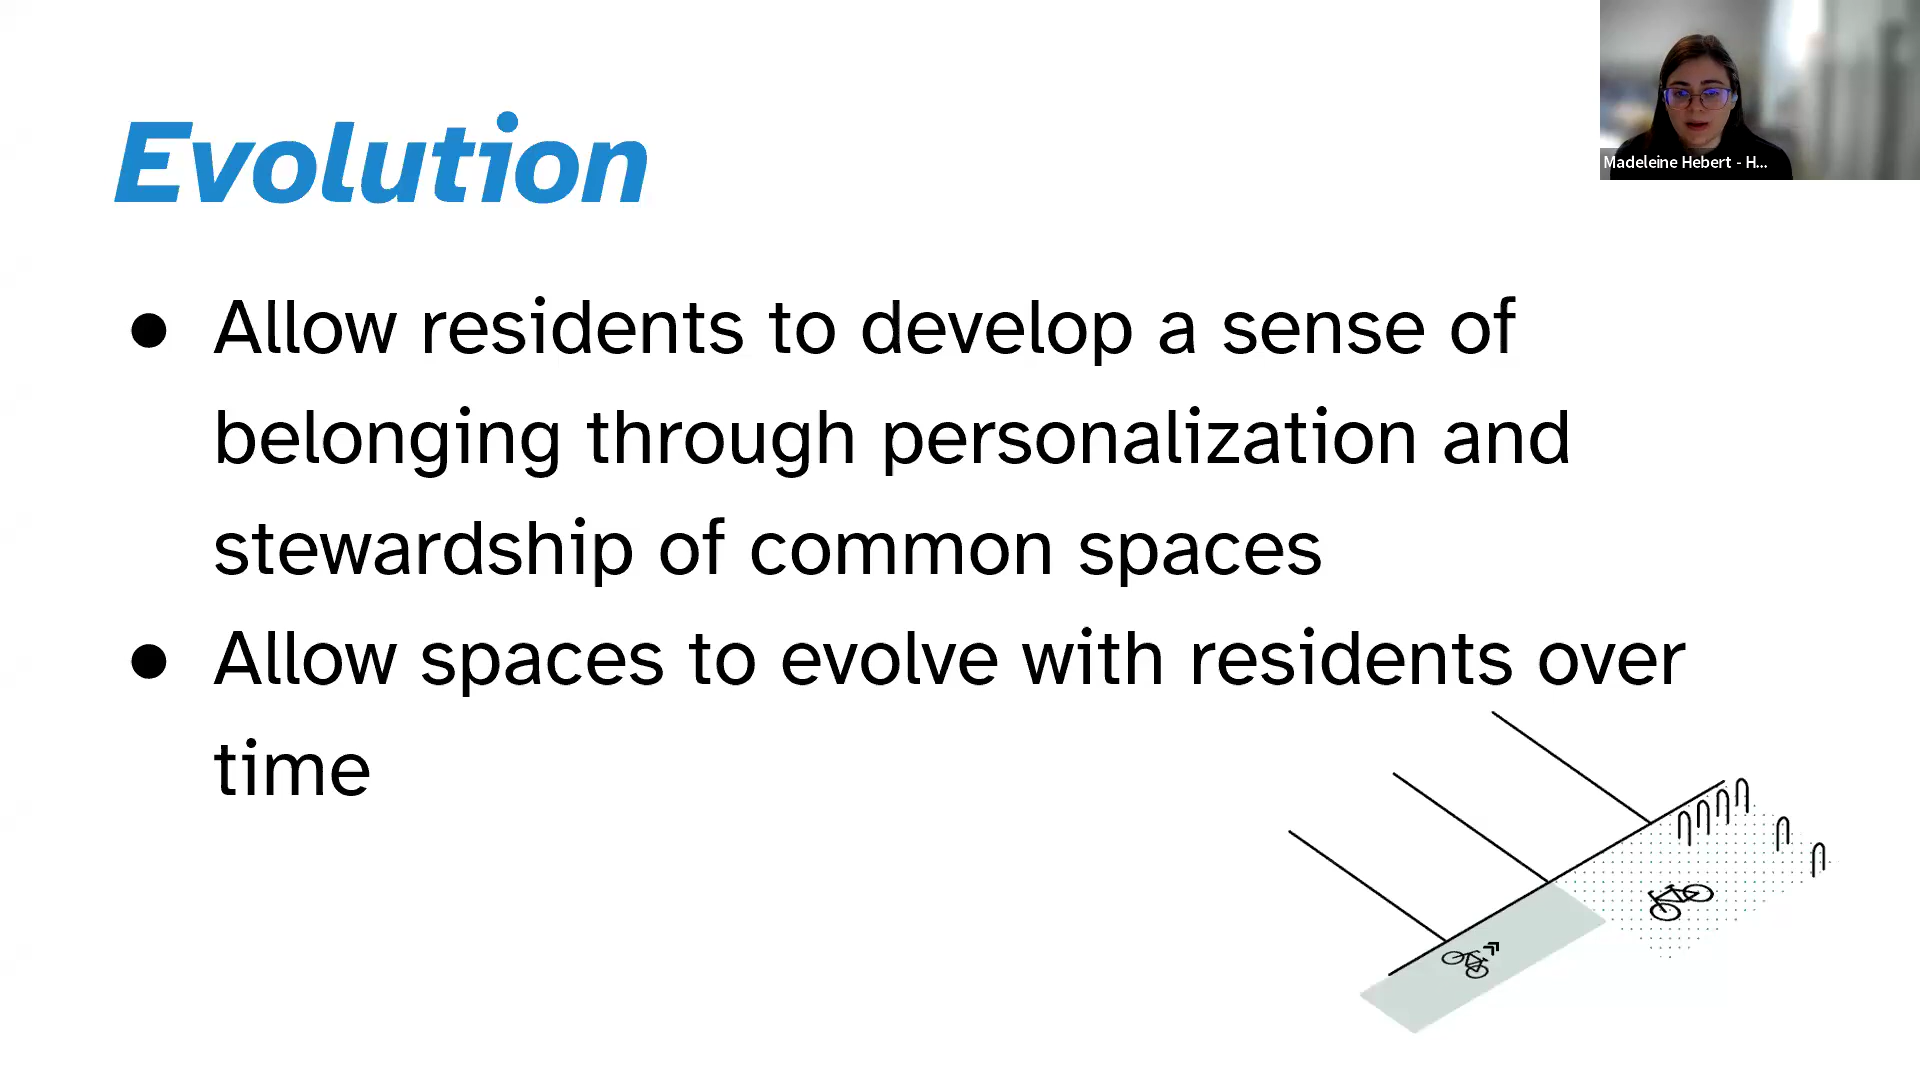 Evolution
Madeleine Hebert - H...
● Allow residents to develop a sense of
belonging through personalization and
stewardship of common spaces
● Allow spaces to evolve with residents over
time